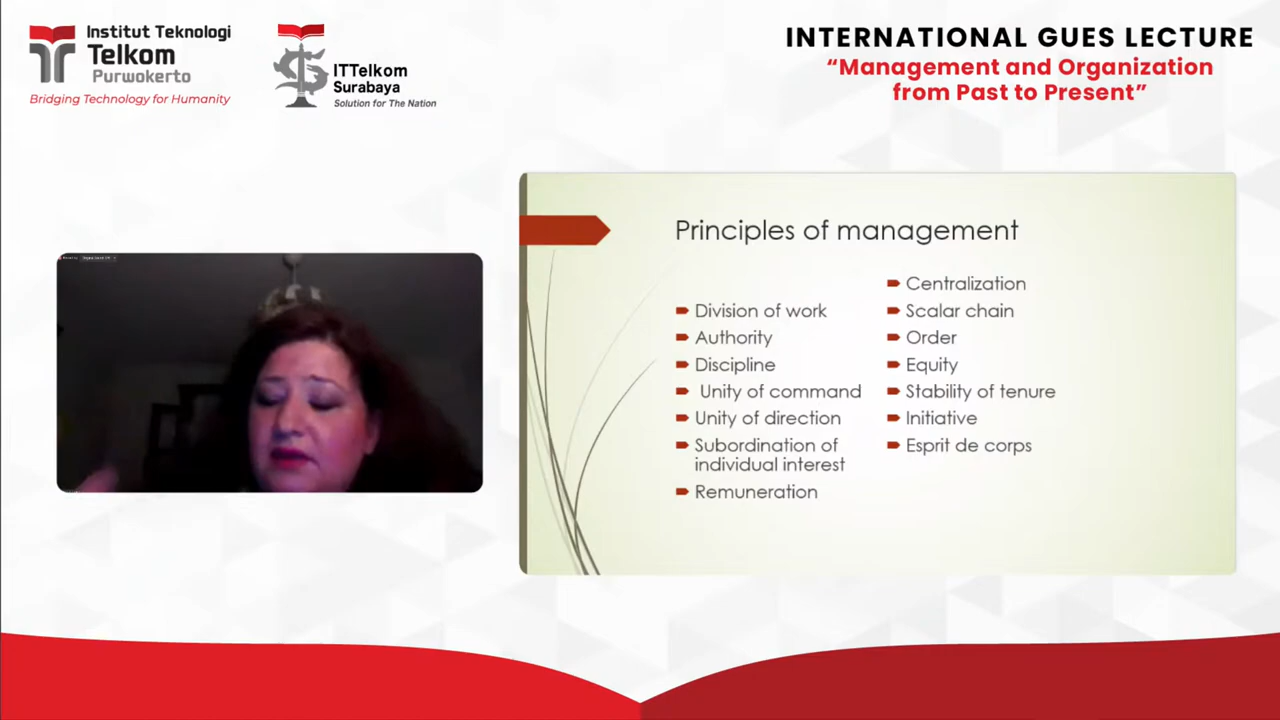 Institut Teknologi
Telkom
Purwokerto
Bridging Technology for Humanity
ITTelkom
Surabaya
Solution for The Nation
INTERNATIONAL GUES LECTURE
“Management and Organization
from Past to Present”
Principles of management
Division of work
Authority
Discipline
Unity of command
Unity of direction
Subordination of
individual interest
Remuneration
Centralization
Scalar chain
Order
Equity
Stability of tenure
Initiative
Esprit de corps